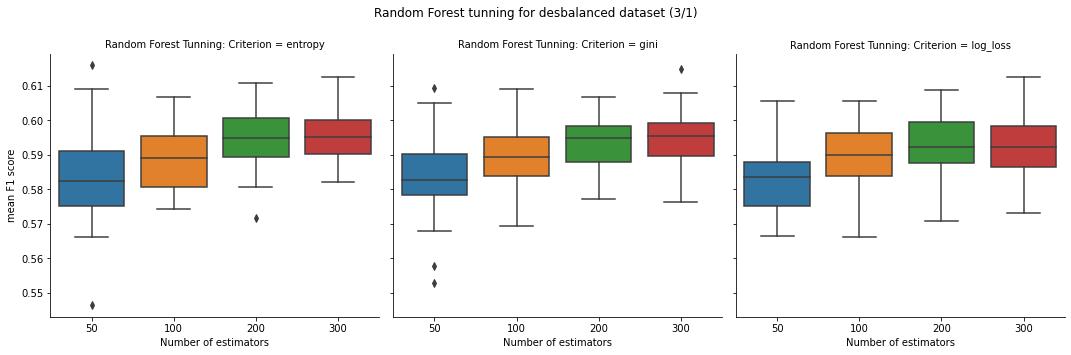 Random Forest tunning for desbalanced dataset (3/1)
Random Forest Tunning: Criterion = entropy
Random Forest Tunning: Criterion = gini
Random Forest Tunning: Criterion = log_loss
mean F1 score
0.61
0.60
0.59
0.58
0.57
0.56
0.55
50 100 200 300
50 100 200 300
50 100 200 300
Number of estimators
Number of estimators
Number of estimators